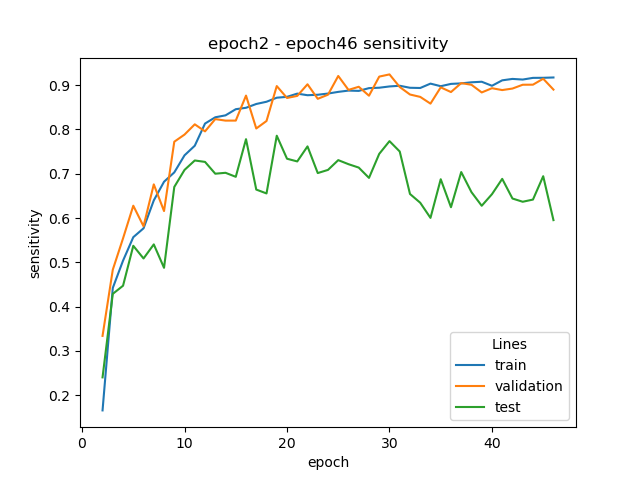 epoch2 - epoch46 sensitivity
0.9
0.8
0.7
0.6
0.5
0.4
0.3
0.2
sensitivity
Lines
train
validation
test
0
10
20
30
40
epoch